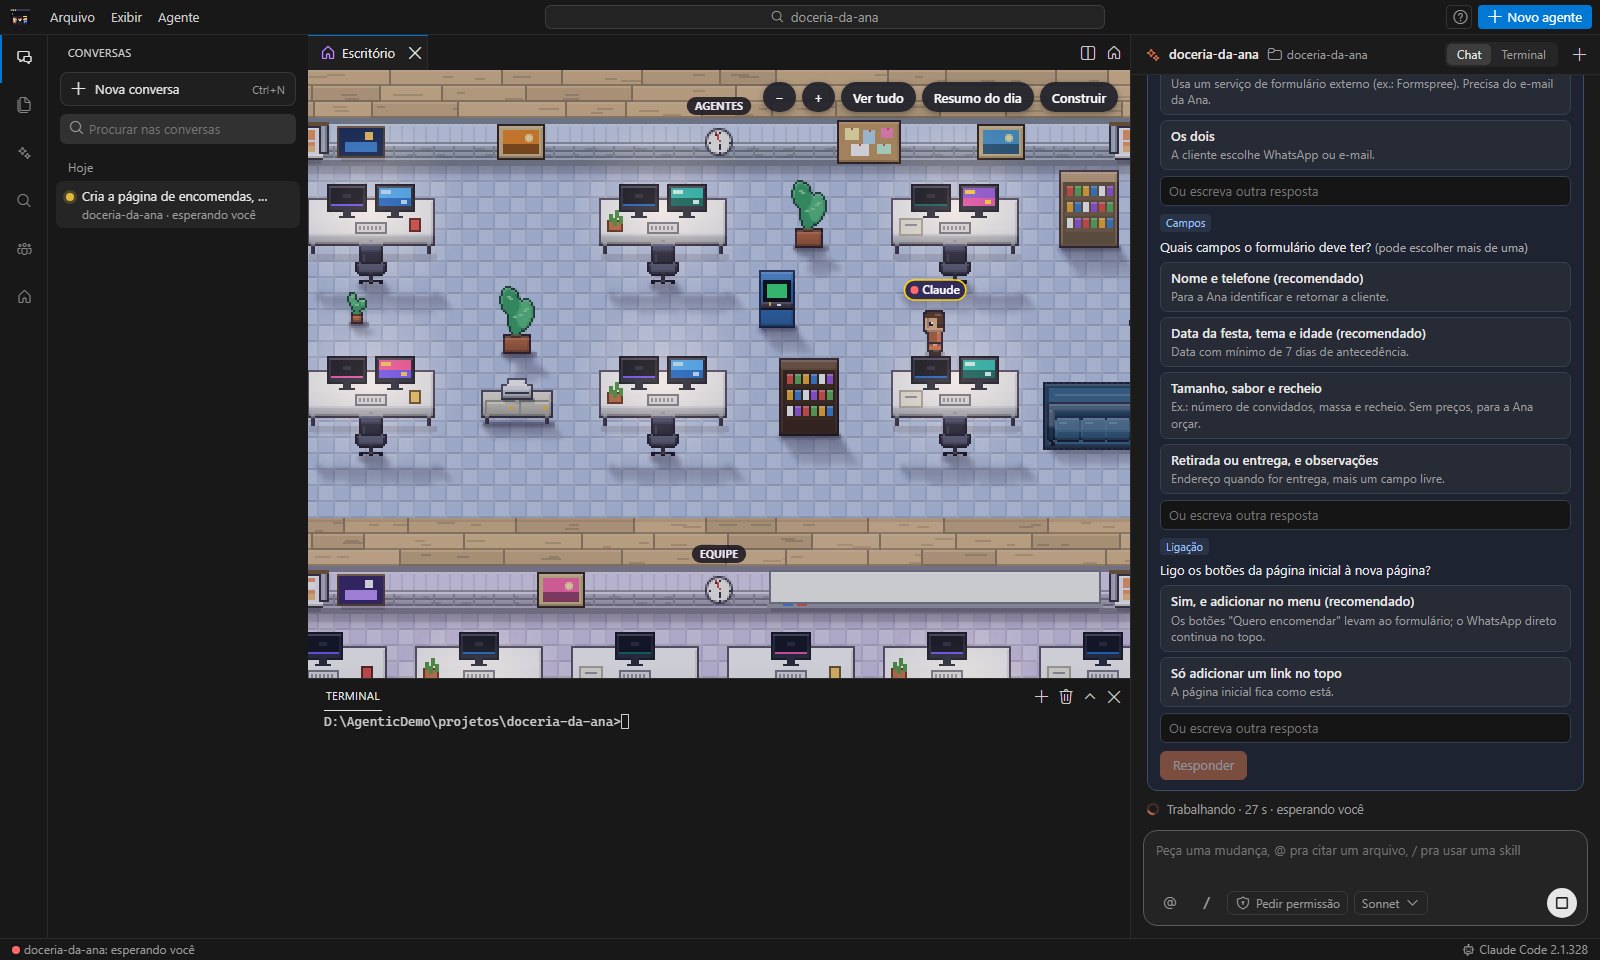 Arquivo Exibir Agente
doceria-da-ana
Novo agente
CONVERSAS
Nova conversa Ctrl+N
Procurar nas conversas
Hoje
Cria a página de encomendas, ...
doceria-da-ana · esperando você
Escritório
AGENTES
− + Ver tudo Resumo do dia Construir
Claude
EQUIPE
TERMINAL
D:\AgenticDemo\projetos\doceria-da-ana>
doceria-da-ana doceria-da-ana Chat Terminal
Usa um serviço de formulário externo (ex.: Formspree). Precisa do e-mail
da Ana.
Os dois
A cliente escolhe WhatsApp ou e-mail.
Ou escreva outra resposta
Campos
Quais campos o formulário deve ter? (pode escolher mais de uma)
Nome e telefone (recomendado)
Para a Ana identificar e retornar a cliente.
Data da festa, tema e idade (recomendado)
Data com mínimo de 7 dias de antecedência.
Tamanho, sabor e recheio
Ex.: número de convidados, massa e recheio. Sem preços, para a Ana
orçar.
Retirada ou entrega, e observações
Endereço quando for entrega, mais um campo livre.
Ou escreva outra resposta
Ligação
Ligo os botões da página inicial à nova página?
Sim, e adicionar no menu (recomendado)
Os botões "Quero encomendar" levam ao formulário; o WhatsApp direto
continua no topo.
Só adicionar um link no topo
A página inicial fica como está.
Ou escreva outra resposta
Responder
Trabalhando · 27 s · esperando você
Peça uma mudança, @ pra citar um arquivo, / pra usar uma skill
@ / Pedir permissão Sonnet
doceria-da-ana: esperando você
Claude Code 2.1.328